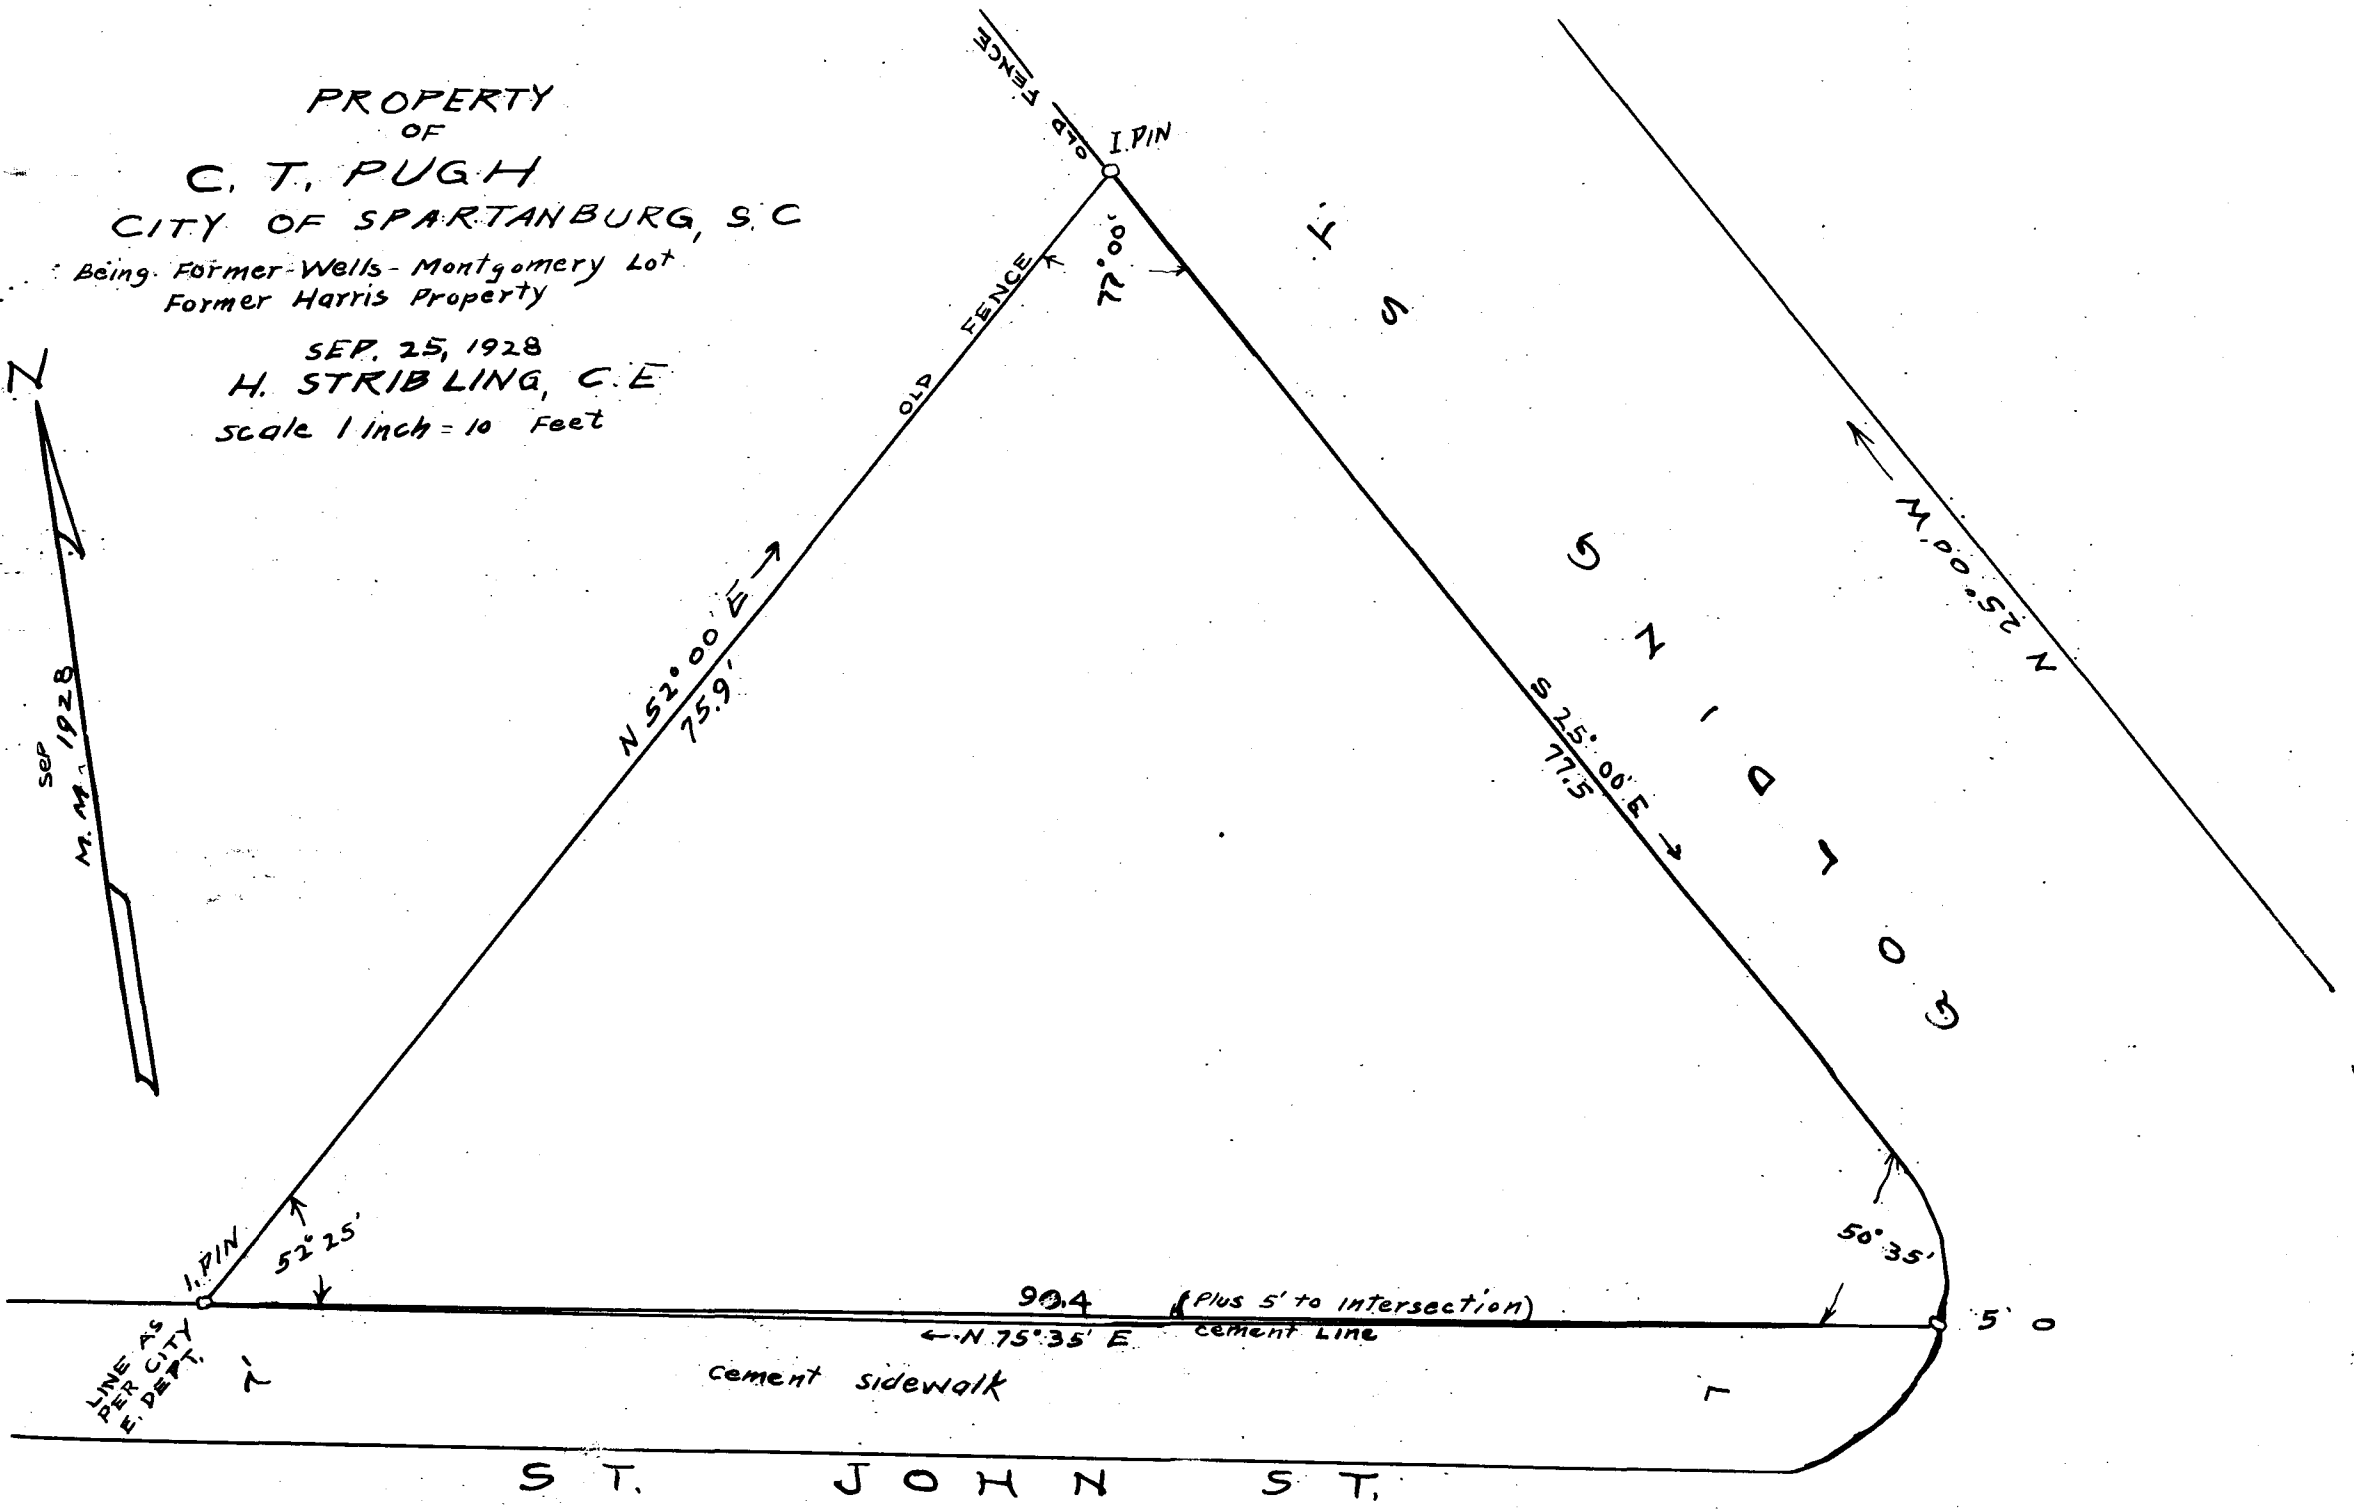 PROPERTY
OF
C. T. PUGH
CITY OF SPARTANBURG, S.C
Being Former Wells-Montgomery Lot
Former Harris Property
SEP. 25, 1928
H. STRIBLING, C.E
Scale 1 inch = 10 Feet
N
SEP
M. M. 1928
OLD FENCE
I. PIN
77°00'
OLD FENCE
N 52°00' E
75.9'
S 25°00' E
77.5
GOLDING ST.
N 25°00' W
I. PIN
52°25'
50°35'
90.4 (Plus 5' to intersection)
N 75°35' E
cement Line
5'
LINE AS
PER CITY
E. DEPT.
cement sidewalk
ST. JOHN ST.